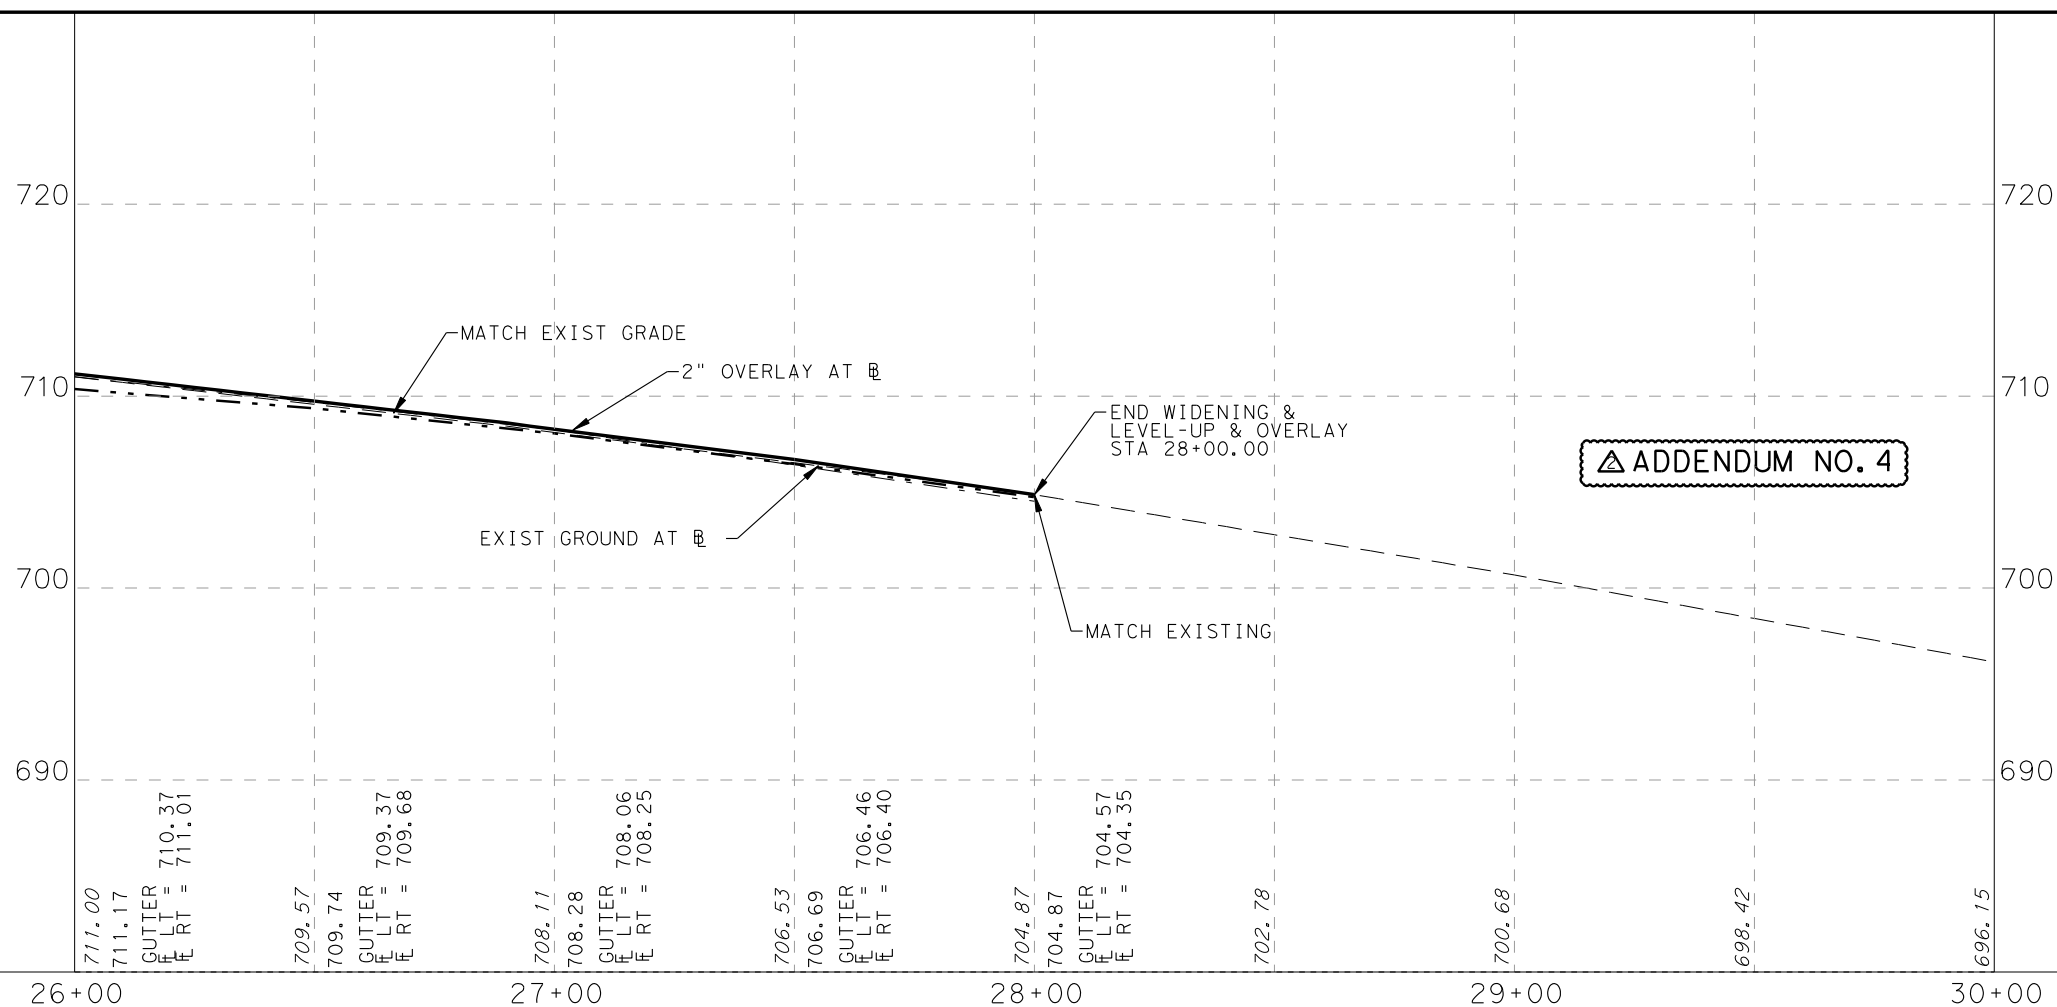 720
720
MATCH EXIST GRADE
2" OVERLAY AT ℄
710
710
END WIDENING &
LEVEL-UP & OVERLAY
STA 28+00.00
2 ADDENDUM NO. 4
EXIST GROUND AT
700
700
MATCH EXISTING
690
690
711.00
711.17
GUTTER
LT = 710.37
RT = 711.01
709.57
709.74
GUTTER
LT = 709.37
RT = 709.68
708.11
708.28
GUTTER
LT = 708.06
RT = 708.25
706.53
706.69
GUTTER
LT = 706.46
RT = 706.40
704.87
704.87
GUTTER
LT = 704.57
RT = 704.35
702.78
700.68
698.42
696.15
26+00
27+00
28+00
29+00
30+00